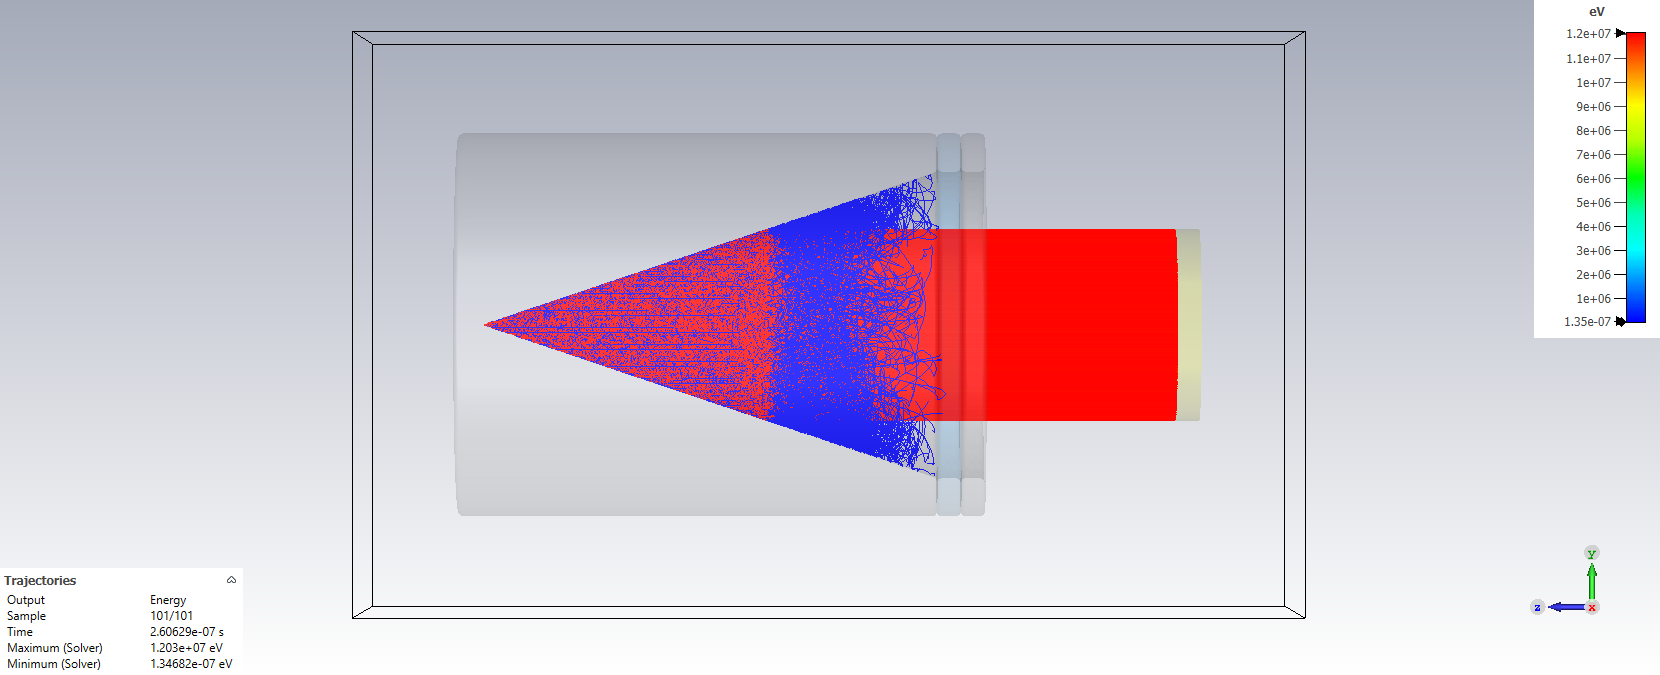 eV
1.2e+07
1.1e+07
1e+07
9e+06
8e+06
7e+06
6e+06
5e+06
4e+06
3e+06
2e+06
1e+06
1.35e-07
y
z
x
Trajectories
Output Energy
Sample 101/101
Time 2.60629e-07 s
Maximum (Solver) 1.203e+07 eV
Minimum (Solver) 1.34682e-07 eV